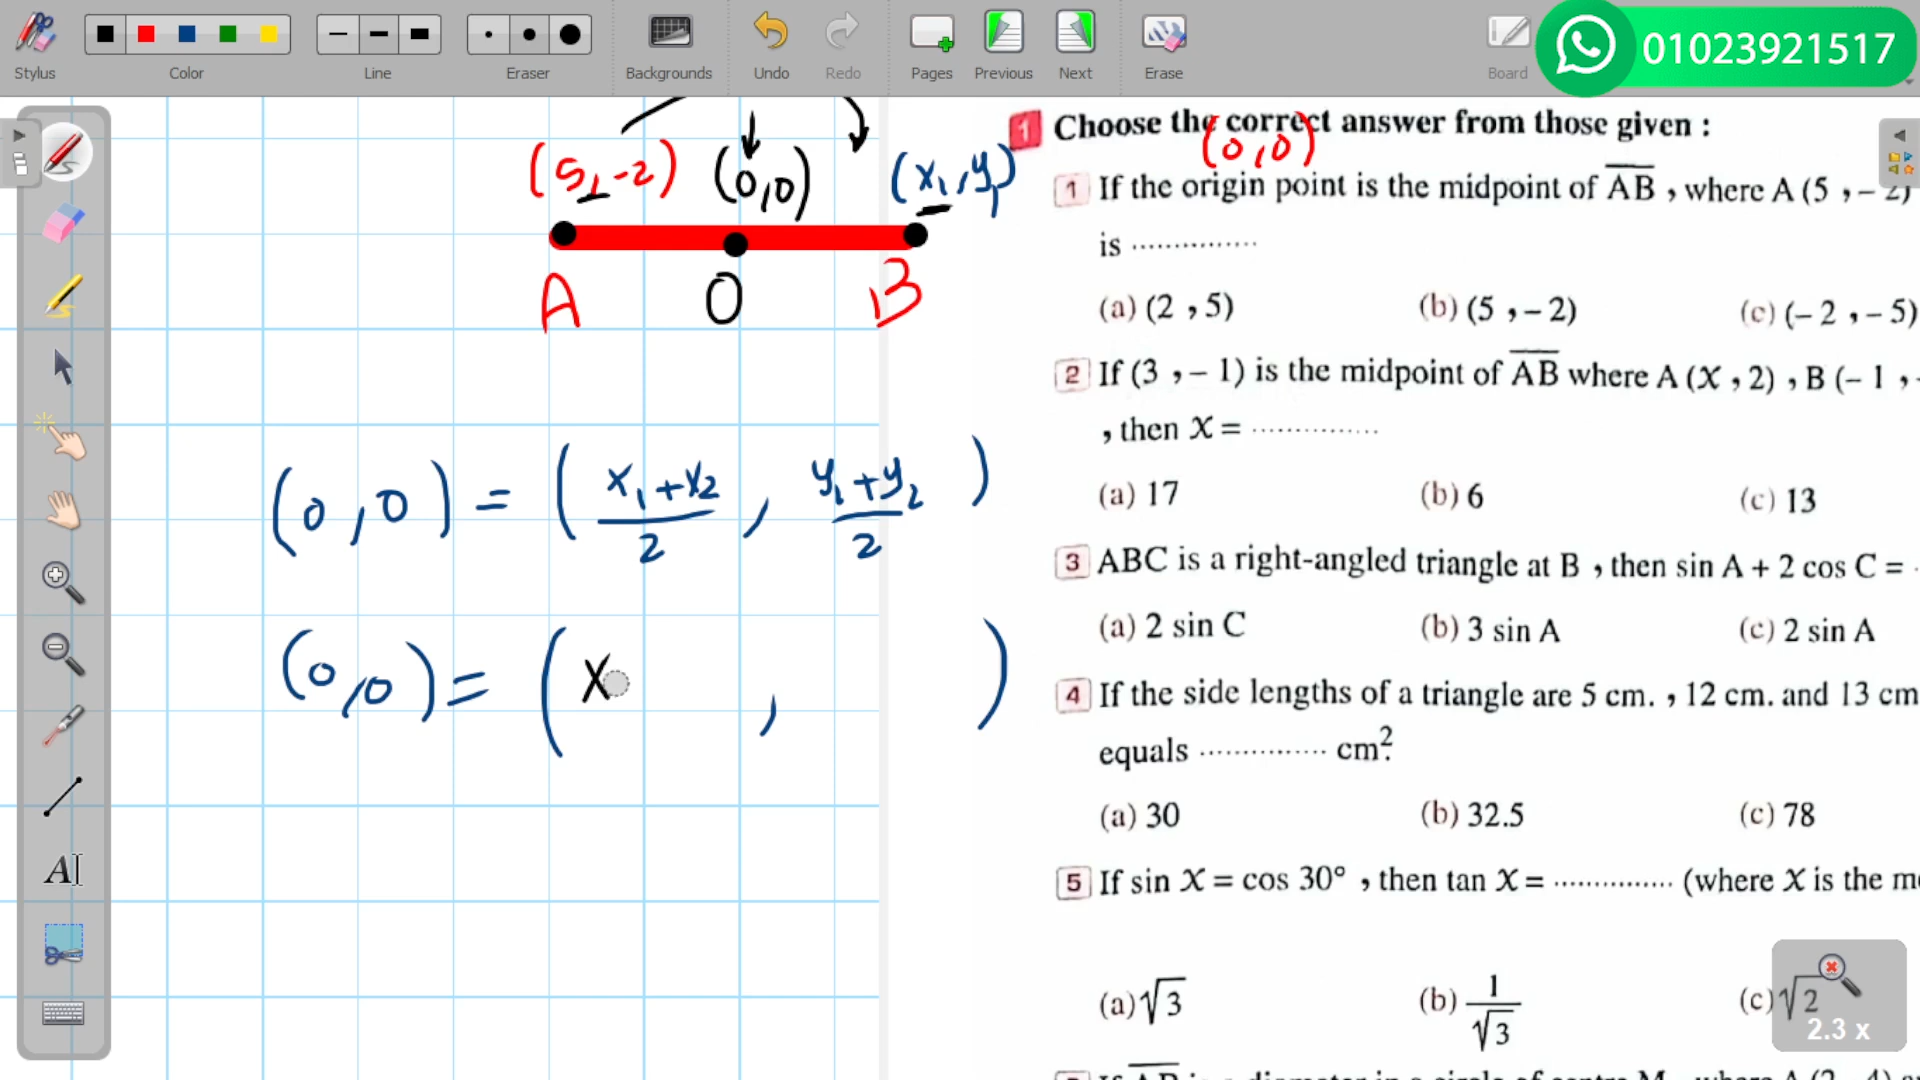 Stylus Color Line Eraser Backgrounds Undo Redo Pages Previous Next Erase Board
01023921517
(5, -2) (0,0) (x, , y,)
A O B
(0,0) = ( x₁+x₂ / 2 , y₁+y₂ / 2 )
(0,0) = ( x , )
1 Choose the correct answer from those given :
(0,0)
1 If the origin point is the midpoint of AB , where A (5 , – 2)
is ...............
(a) (2 , 5) (b) (5 , – 2) (c) (– 2 , – 5)
2 If (3 , – 1) is the midpoint of AB where A (X , 2) , B (– 1 ,
, then X = ...............
(a) 17 (b) 6 (c) 13
3 ABC is a right-angled triangle at B , then sin A + 2 cos C =
(a) 2 sin C (b) 3 sin A (c) 2 sin A
4 If the side lengths of a triangle are 5 cm. , 12 cm. and 13 cm
equals ............... cm².
(a) 30 (b) 32.5 (c) 78
5 If sin X = cos 30° , then tan X = ............... (where X is the
(a) √3 (b) 1/√3 (c) √2
2.3 x